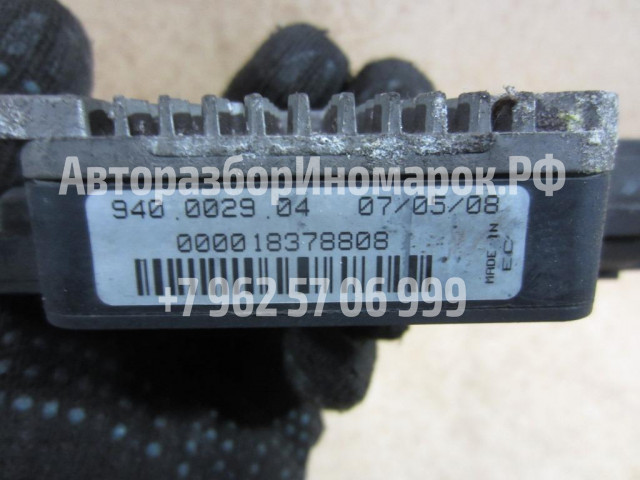 АвторазборИномарок.РФ
940.0029.04 07/05/08
000018378808
MADE IN
EC
+7 962 57 06 999